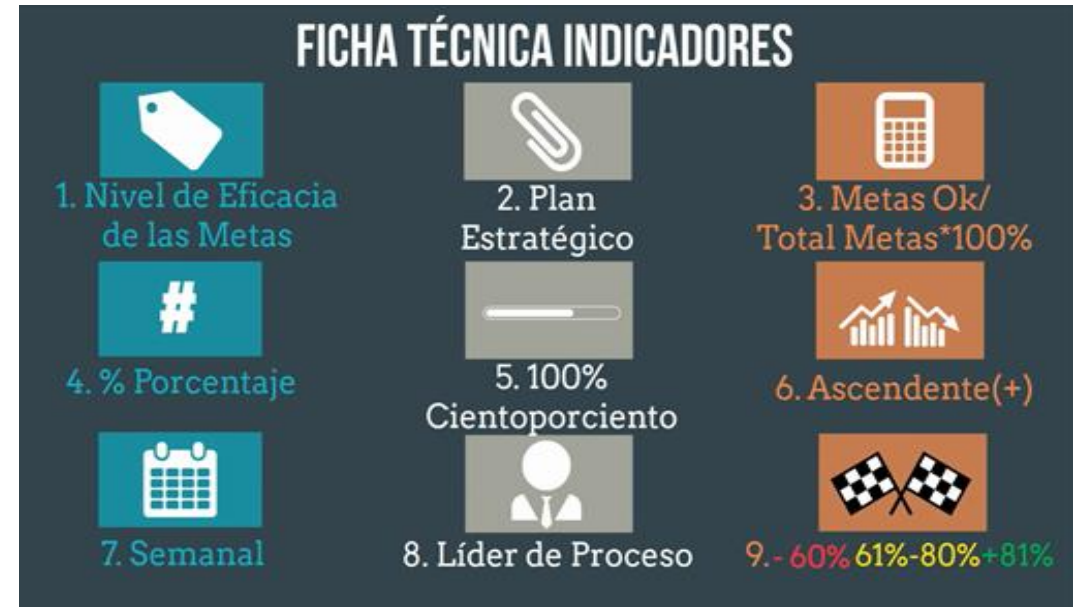 FICHA TÉCNICA INDICADORES
1. Nivel de Eficacia
de las Metas
2. Plan
Estratégico
3. Metas Ok/
Total Metas*100%
#
4. % Porcentaje
5. 100%
Cientoporciento
6. Ascendente(+)
7. Semanal
8. Líder de Proceso
9.- 60% 61%-80%+81%